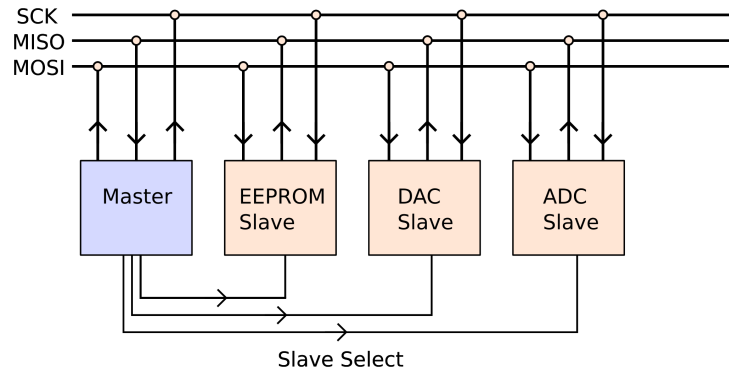 SCK
MISO
MOSI
Master
EEPROM
Slave
DAC
Slave
ADC
Slave
Slave Select